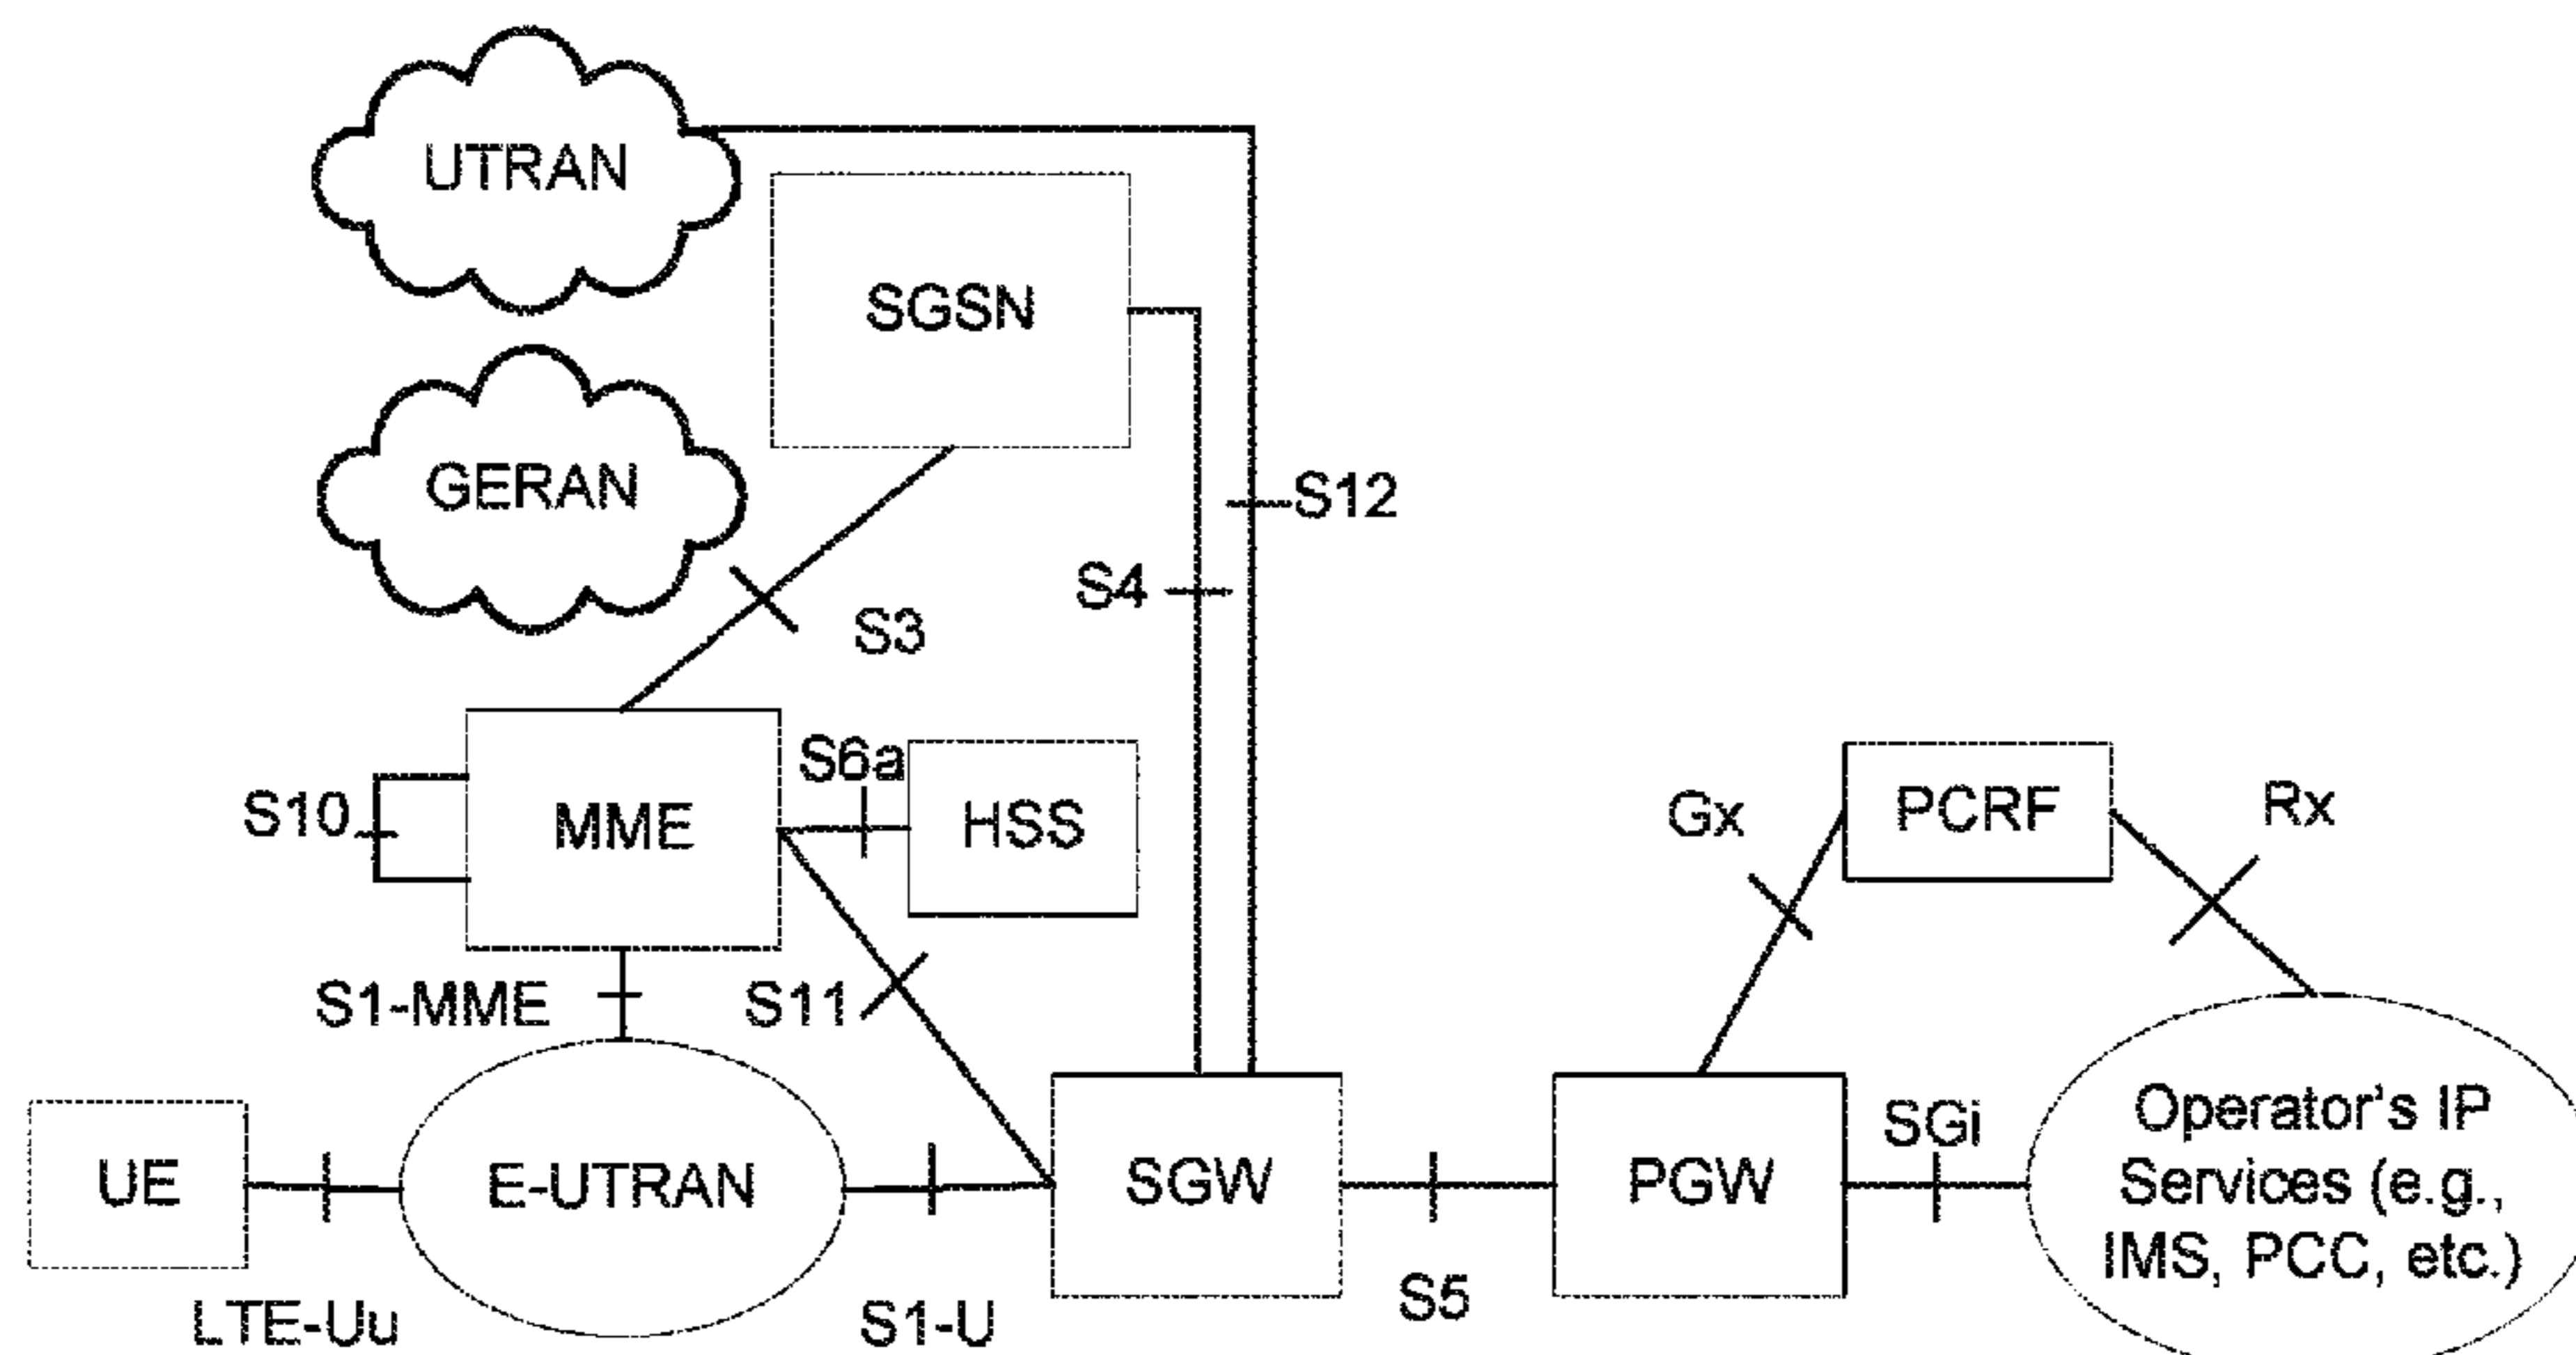 UTRAN
SGSN
GERAN
S12
S4
S3
S6a
S10
MME
HSS
Gx
PCRF
Rx
S1-MME
S11
UE
E-UTRAN
SGW
PGW
SGi
Operator's IP
Services (e.g.,
IMS, PCC, etc.)
LTE-Uu
S1-U
S5